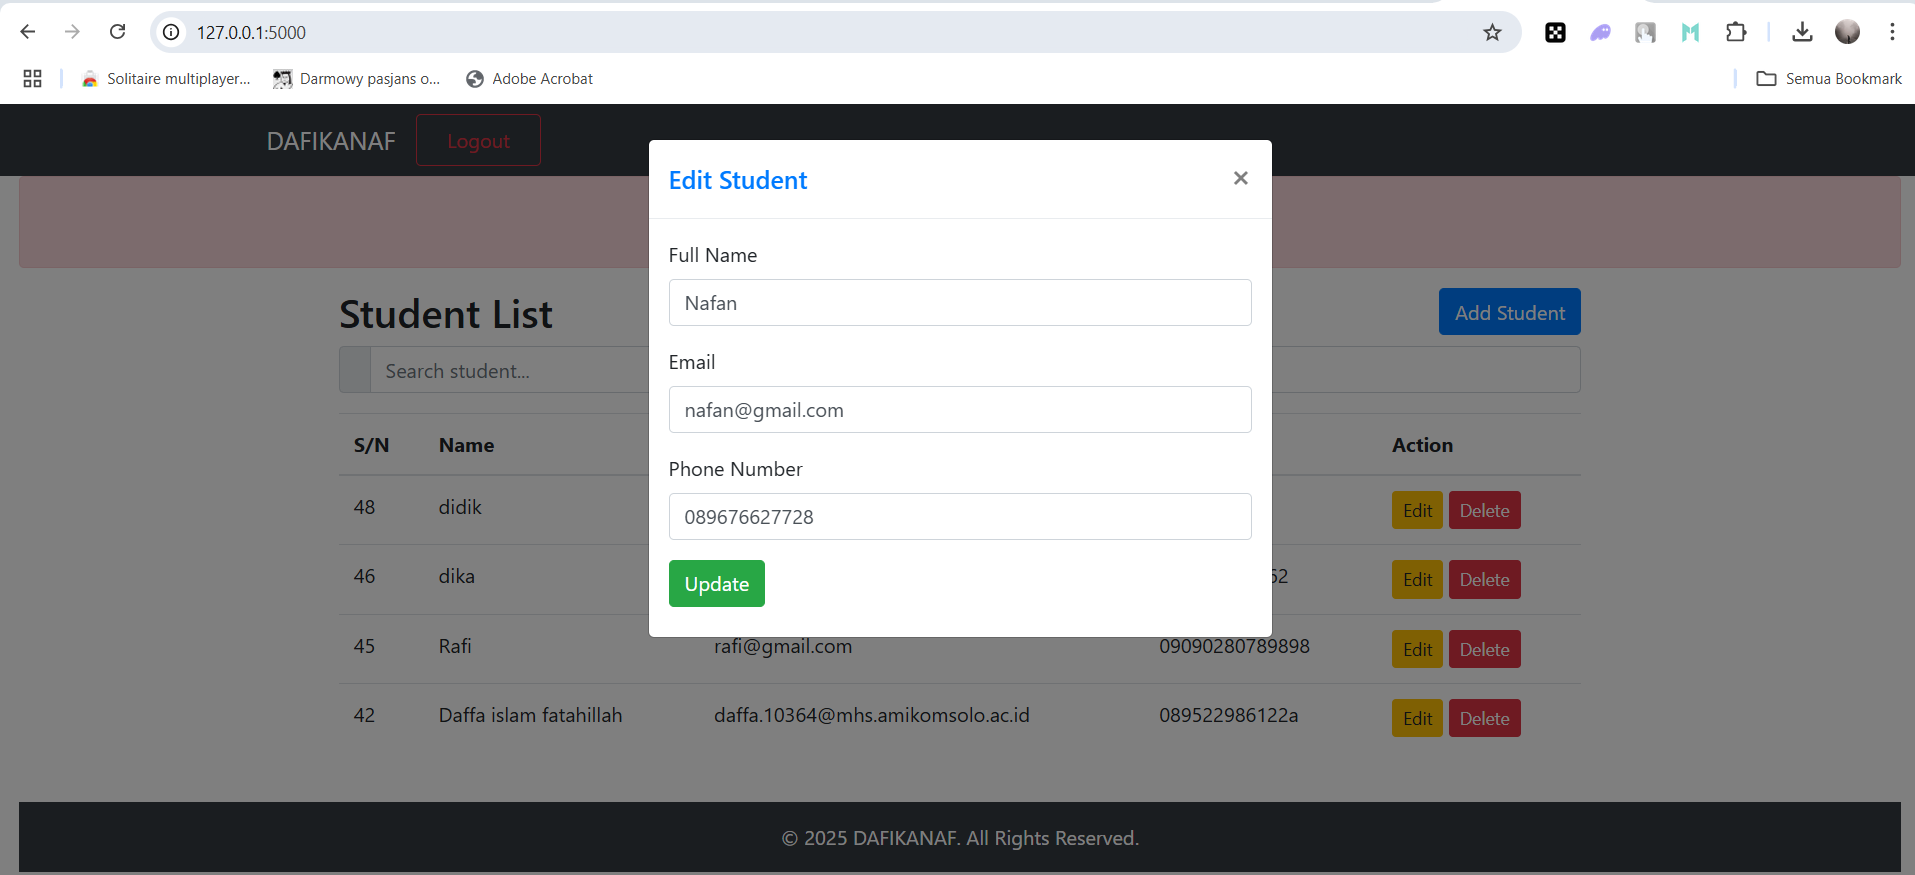 127.0.0.1:5000
Solitaire multiplayer... Darmowy pasjans o... Adobe Acrobat Semua Bookmark
DAFIKANAF Logout
Edit Student ×
Full Name
Nafan
Email
nafan@gmail.com
Phone Number
089676627728
Update
Student List Add Student
Search student...
S/N Name Action
48 didik Edit Delete
46 dika 62 Edit Delete
45 Rafi rafi@gmail.com 09090280789898 Edit Delete
42 Daffa islam fatahillah daffa.10364@mhs.amikomsolo.ac.id 089522986122a Edit Delete
© 2025 DAFIKANAF. All Rights Reserved.